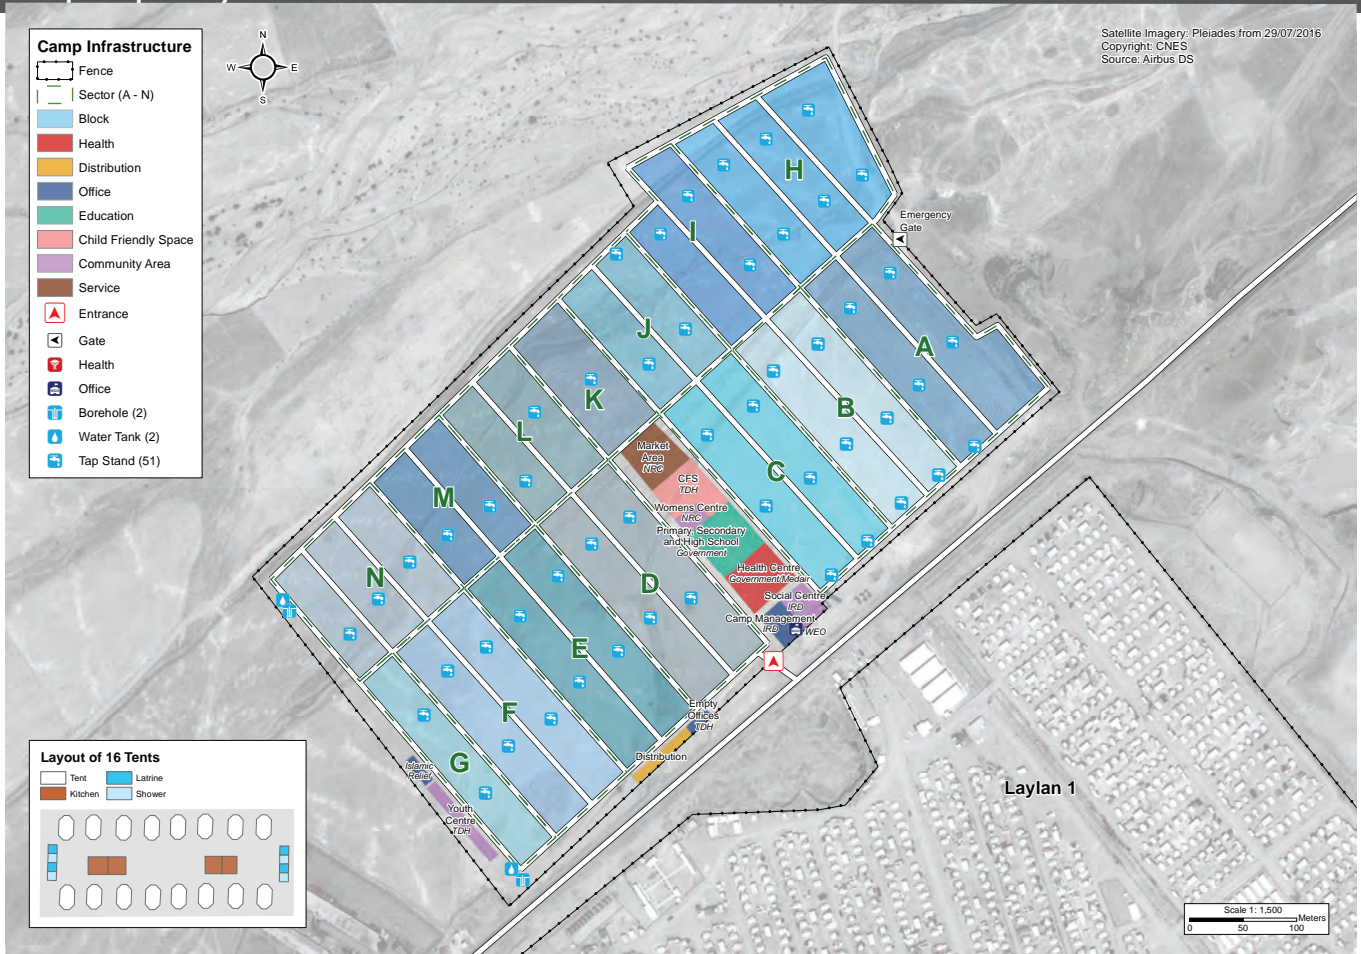 Satellite Imagery: Pleiades from 29/07/2016
Copyright: CNES
Source: Airbus DS
N
W
E
S
Camp Infrastructure
Fence
Sector (A - N)
Block
Health
Distribution
Office
Education
Child Friendly Space
Community Area
Service
Entrance
Gate
Health
Office
Borehole (2)
Water Tank (2)
Tap Stand (51)
H
Emergency
Gate
I
J
A
K
B
L
Market
Area
NRC
C
CFS
TDH
M
Womens Centre
NRC
Primary, Secondary
and High School
Government
Health Centre
Government/Medair
N
D
Social Centre
IRD
Camp Management
IRD
WEO
E
F
Empty
Offices
TDH
Distribution
G
Islamic
Relief
Youth
Centre
TDH
Laylan 1
Layout of 16 Tents
Tent
Latrine
Kitchen
Shower
Scale 1: 1,500
Meters
0
50
100